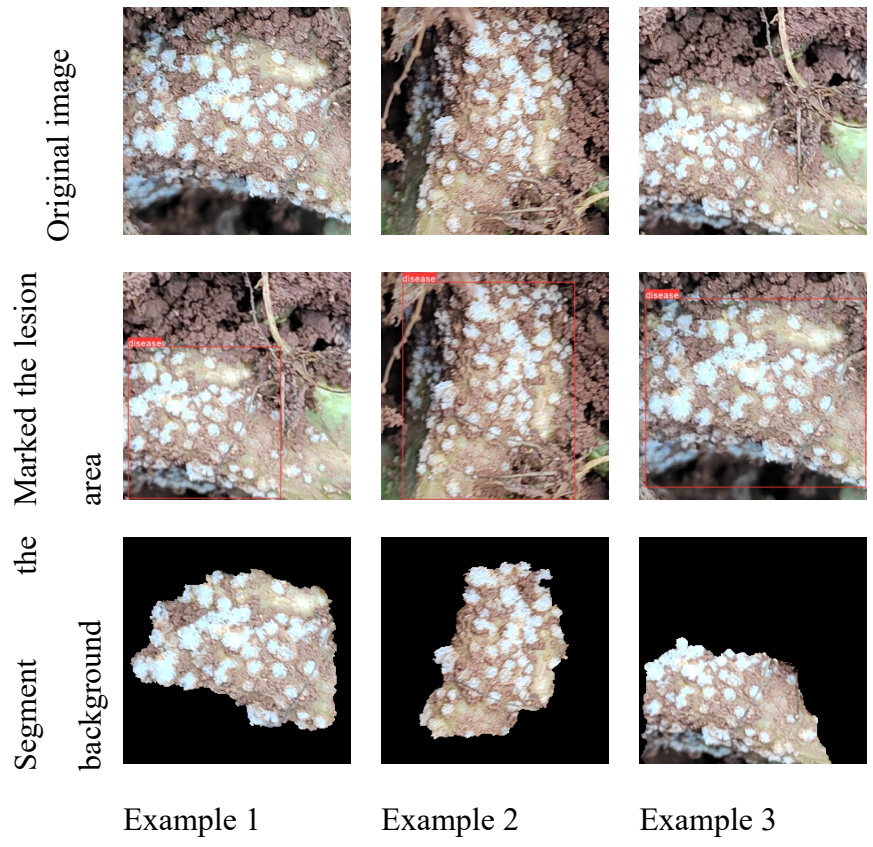 Original image
Marked the lesion
area
disease
disease
disease
Segment the
background
Example 1
Example 2
Example 3